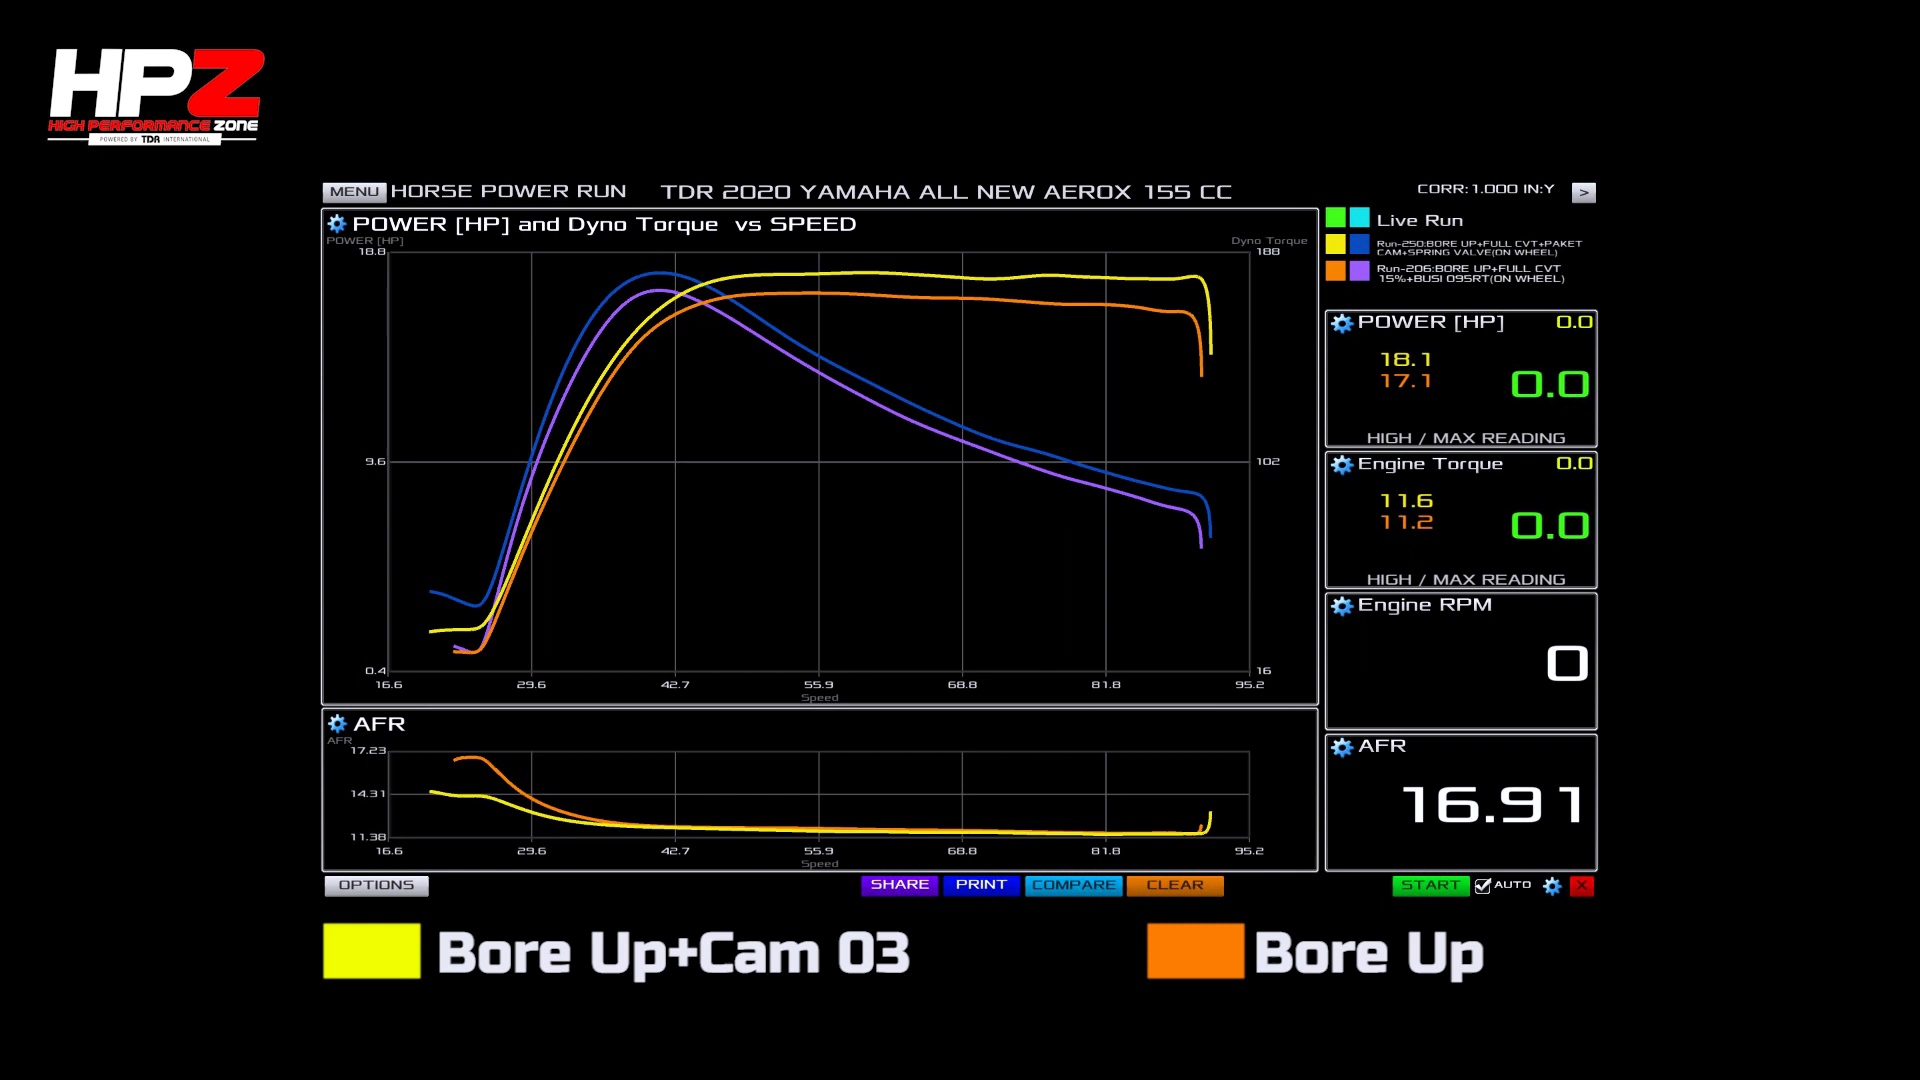 HPZ
HIGH PERFORMANCE ZONE
POWERED BY TDR INTERNATIONAL
MENU HORSE POWER RUN TDR 2020 YAMAHA ALL NEW AEROX 155 CC CORR: 1.000 IN:Y >
POWER [HP] and Dyno Torque vs SPEED
POWER [HP] Dyno Torque
18.8 188
9.6 102
0.4 16
16.6 29.6 42.7 55.9 68.8 81.8 95.2
Speed
Live Run
Run-250:BORE UP+FULL CVT+PAKET
CAM+SPRING VALVE(ON WHEEL)
Run-206:BORE UP+FULL CVT
15%+BUSI 095RT(ON WHEEL)
POWER [HP] 0.0
18.1
17.1
0.0
HIGH / MAX READING
Engine Torque 0.0
11.6
11.2
0.0
HIGH / MAX READING
Engine RPM
0
AFR
AFR
17.23
14.31
11.38
16.6 29.6 42.7 55.9 68.8 81.8 95.2
Speed
AFR
16.91
OPTIONS SHARE PRINT COMPARE CLEAR START AUTO X
Bore Up+Cam 03 Bore Up